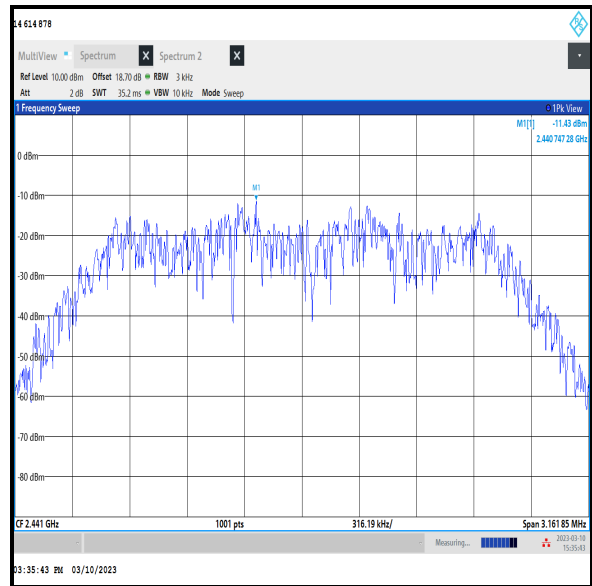 14 614 878
R S
MultiView Spectrum X Spectrum 2 X
Ref Level 10.00 dBm Offset 18.70 dB RBW 3 kHz
Att 2 dB SWT 35.2 ms VBW 10 kHz Mode Sweep
1 Frequency Sweep 1Pk View
M1[1] -11.43 dBm
2.440 747 28 GHz
0 dBm
M1
-10 dBm
-20 dBm
-30 dBm
-40 dBm
-50 dBm
-60 dBm
-70 dBm
-80 dBm
CF 2.441 GHz 1001 pts 316.19 kHz/ Span 3.161 85 MHz
Measuring... 2023-03-10
15:35:43
03:35:43 PM 03/10/2023